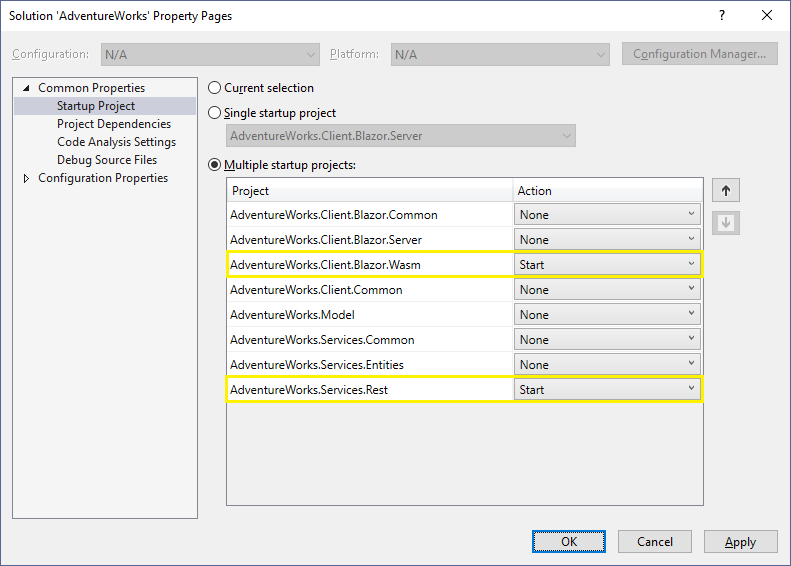 Solution 'AdventureWorks' Property Pages
Configuration: N/A Platform: N/A Configuration Manager...
Common Properties
Startup Project
Project Dependencies
Code Analysis Settings
Debug Source Files
Configuration Properties
Current selection
Single startup project
AdventureWorks.Client.Blazor.Server
Multiple startup projects:
Project Action
AdventureWorks.Client.Blazor.Common None
AdventureWorks.Client.Blazor.Server None
AdventureWorks.Client.Blazor.Wasm Start
AdventureWorks.Client.Common None
AdventureWorks.Model None
AdventureWorks.Services.Common None
AdventureWorks.Services.Entities None
AdventureWorks.Services.Rest Start
OK Cancel Apply